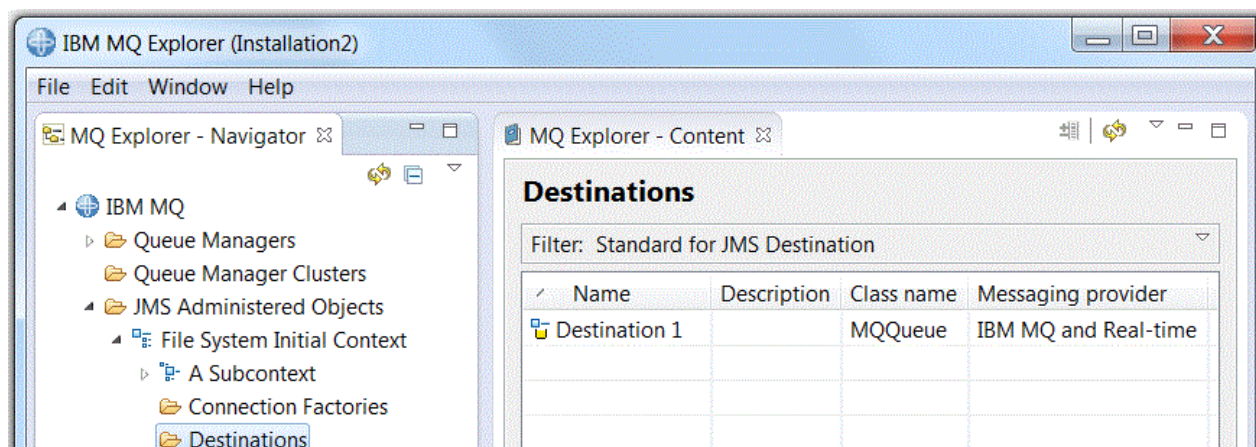 IBM MQ Explorer (Installation2)
File Edit Window Help
MQ Explorer - Navigator
IBM MQ
Queue Managers
Queue Manager Clusters
JMS Administered Objects
File System Initial Context
A Subcontext
Connection Factories
Destinations
MQ Explorer - Content
Destinations
Filter: Standard for JMS Destination
Name Description Class name Messaging provider
Destination 1 MQQueue IBM MQ and Real-time